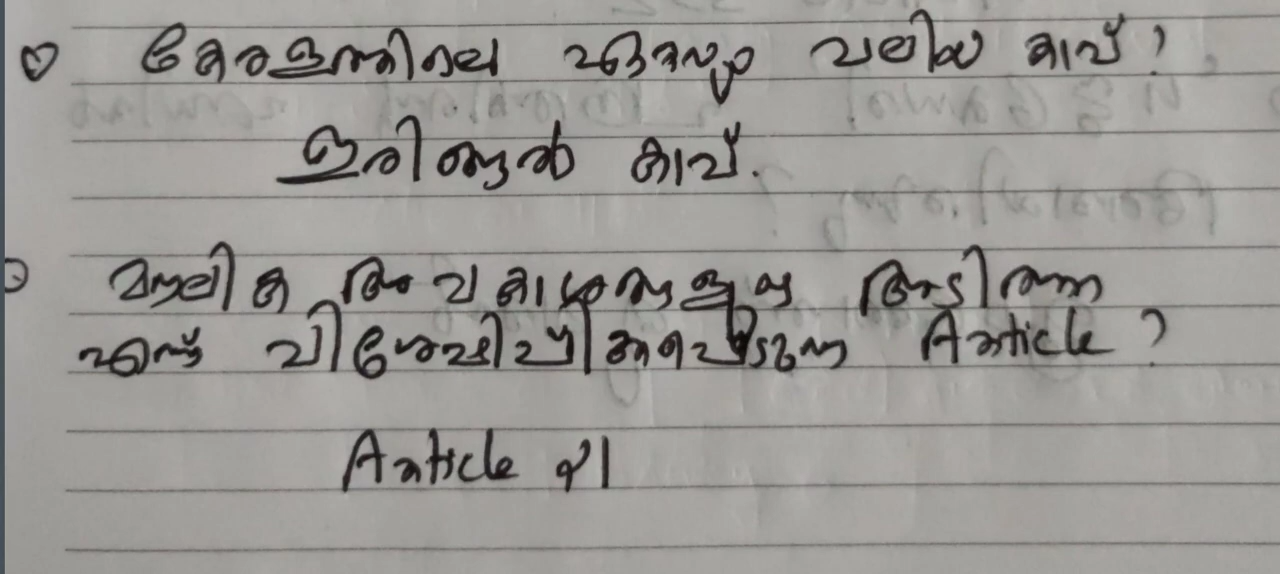 കേരളത്തിലെ ഏറ്റവും വലിയ കാവ്?
ഇരിങ്ങൽ കാവ്.
മൗലിക അവകാശങ്ങളുടെ അടിത്തറ
എന്ന് വിശേഷിപ്പിക്കപ്പെടുന്ന Article?
Article 21